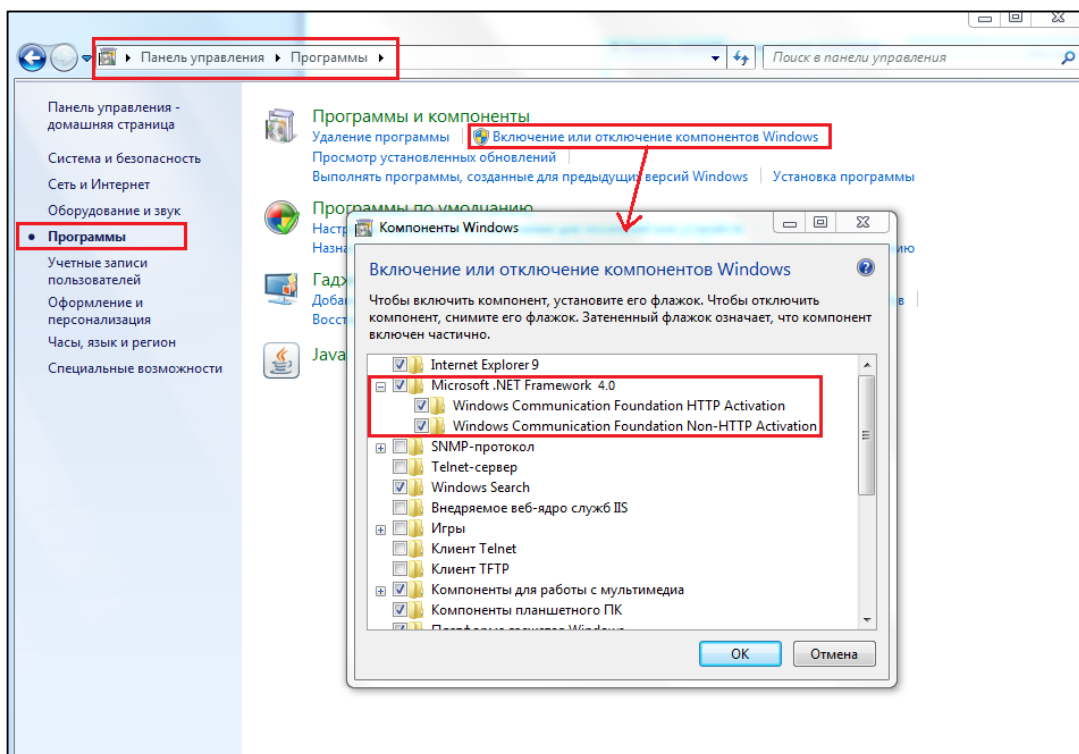 Панель управления Программы
Поиск в панели управления
Панель управления -
домашняя страница
Система и безопасность
Сеть и Интернет
Оборудование и звук
Программы
Учетные записи
пользователей
Оформление и
персонализация
Часы, язык и регион
Специальные возможности
Программы и компоненты
Удаление программы Включение или отключение компонентов Windows
Просмотр установленных обновлений
Выполнять программы, созданные для предыдущих версий Windows Установка программы
Программы по умолчанию
Java
Компоненты Windows
Включение или отключение компонентов Windows
Чтобы включить компонент, установите его флажок. Чтобы отключить
компонент, снимите его флажок. Затененный флажок означает, что компонент
включен частично.
Internet Explorer 9
Microsoft .NET Framework 4.0
Windows Communication Foundation HTTP Activation
Windows Communication Foundation Non-HTTP Activation
SNMP-протокол
Telnet-сервер
Windows Search
Внедряемое веб-ядро служб IIS
Игры
Клиент Telnet
Клиент TFTP
Компоненты для работы с мультимедиа
Компоненты планшетного ПК
OK Отмена